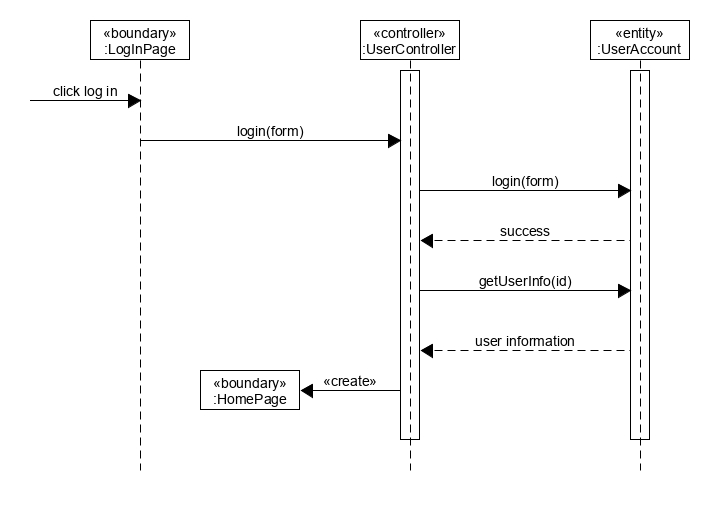 «boundary»
:LogInPage
«controller»
:UserController
«entity»
:UserAccount
click log in
login(form)
login(form)
success
getUserInfo(id)
user information
«create»
«boundary»
:HomePage